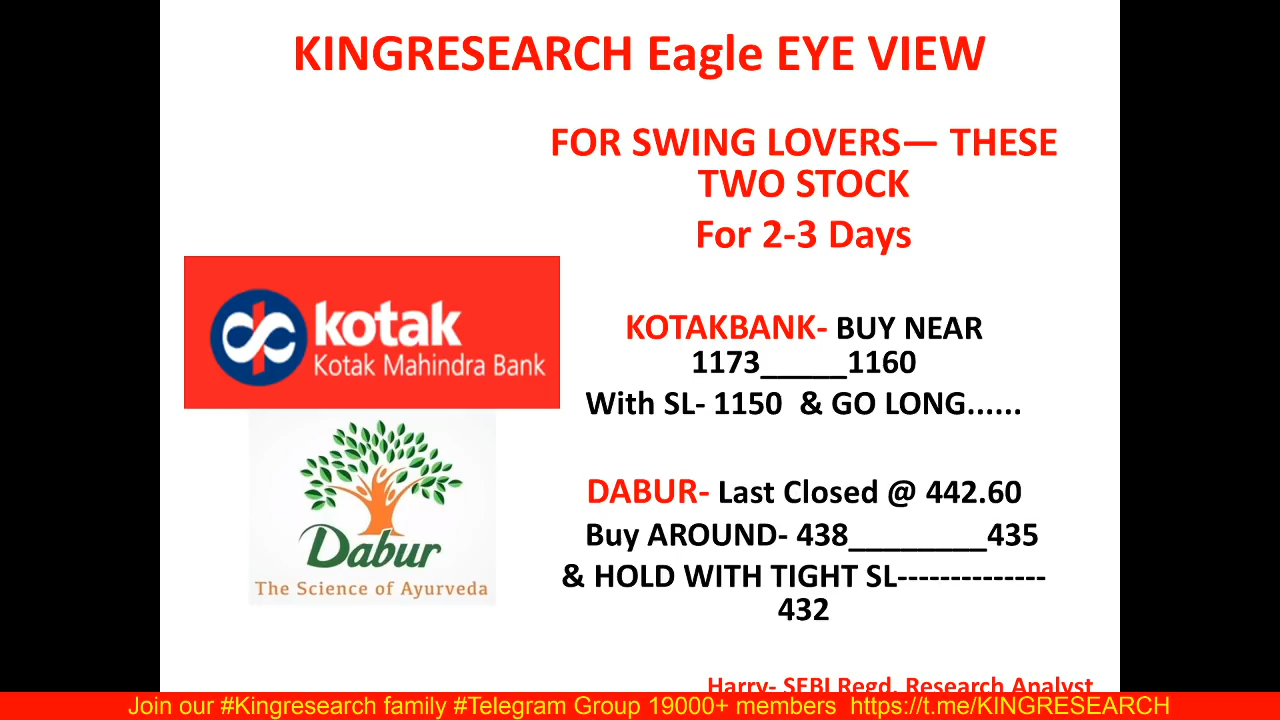 KINGRESEARCH Eagle EYE VIEW
FOR SWING LOVERS— THESE
TWO STOCK
For 2-3 Days
kotak
Kotak Mahindra Bank
KOTAKBANK- BUY NEAR
1173_____1160
With SL- 1150 & GO LONG......
Dabur
The Science of Ayurveda
DABUR- Last Closed @ 442.60
Buy AROUND- 438________435
& HOLD WITH TIGHT SL--------------
432
Harry- SEBI Regd. Research Analyst
Join our #Kingresearch family #Telegram Group 19000+ members https://t.me/KINGRESEARCH